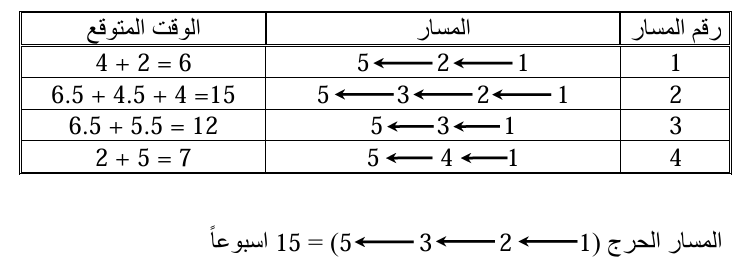 رقم المسار المسار الوقت المتوقع
1 1 ← 2 ← 5 4 + 2 = 6
2 1 ← 2 ← 3 ← 5 6.5 + 4.5 + 4 =15
3 1 ← 3 ← 5 6.5 + 5.5 = 12
4 1 ← 4 ← 5 2 + 5 = 7
المسار الحرج (1 ← 2 ← 3 ← 5) = 15 اسبوعاً